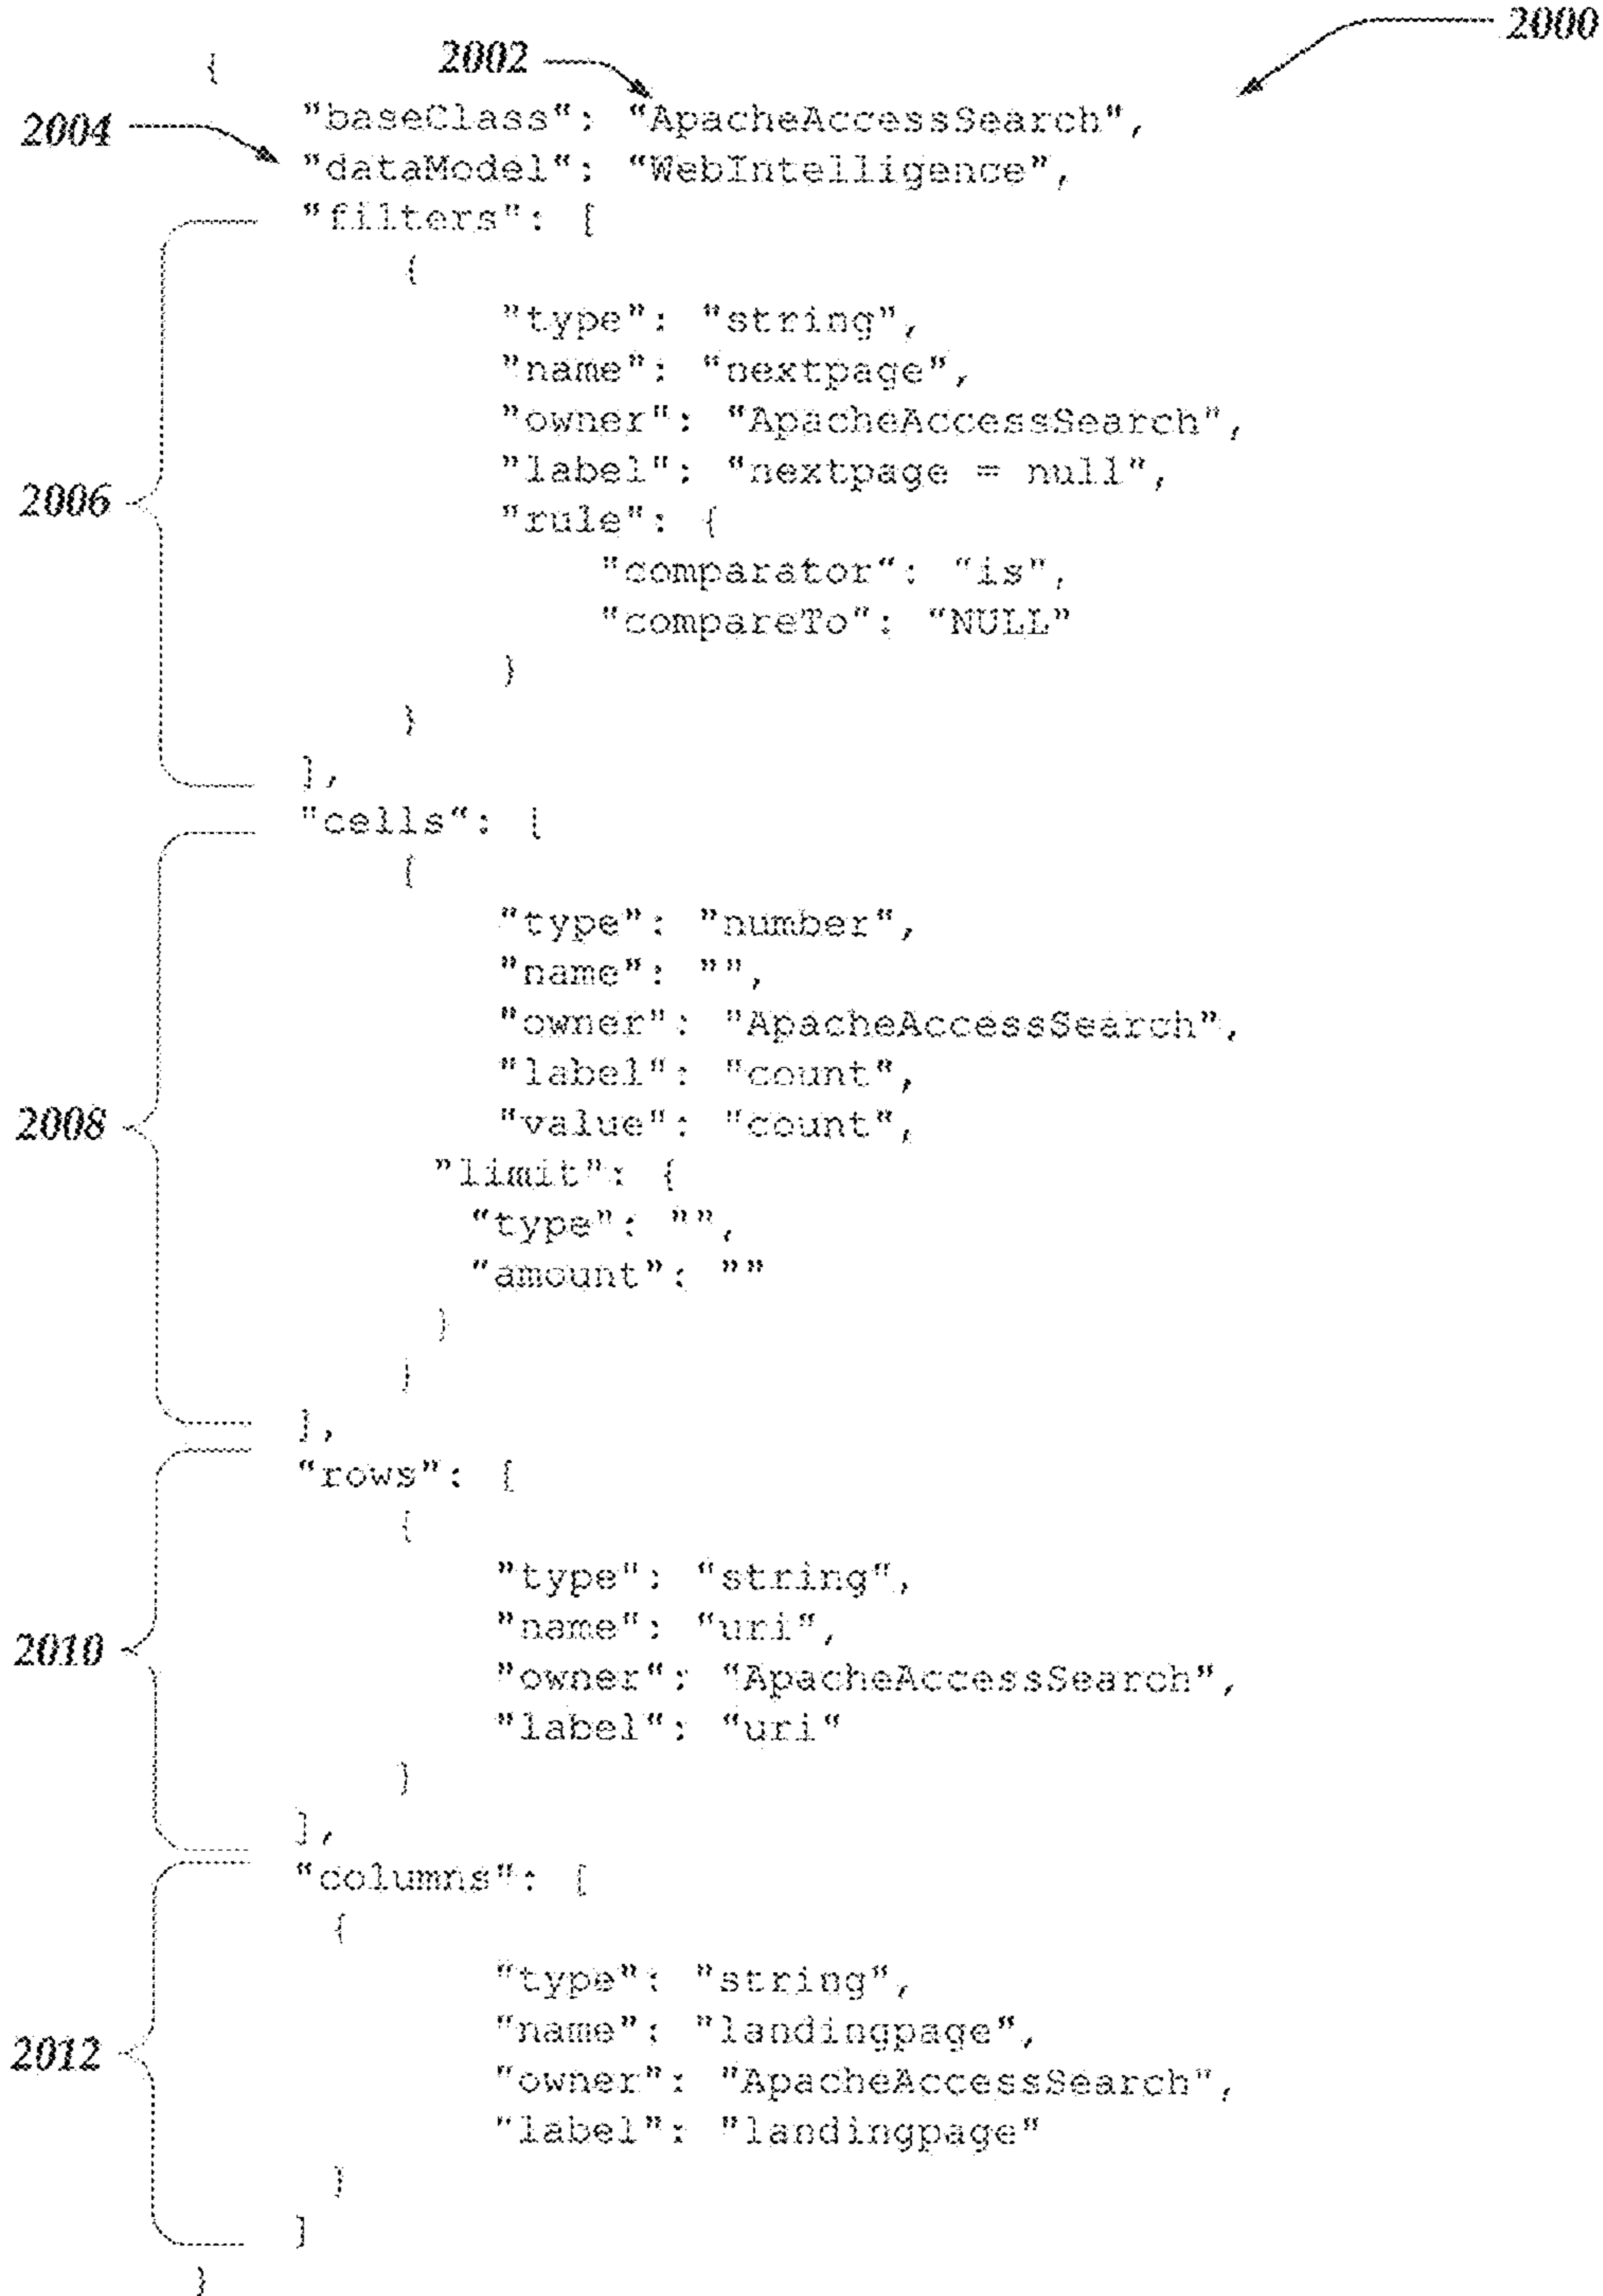 2000
{
2002
"baseClass": "ApacheAccessSearch",
2004
"dataModel": "WebIntelligence",
"filters": [
{
"type": "string",
"name": "nextpage",
"owner": "ApacheAccessSearch",
"label": "nextpage = null",
2006
"rule": {
"comparator": "is",
"compareTo": "NULL"
}
}
],
"cells": [
{
"type": "number",
"name": "",
"owner": "ApacheAccessSearch",
"label": "count",
2008
"value": "count",
"limit": {
"type": "",
"amount": ""
}
}
],
"rows": [
{
"type": "string",
"name": "uri",
2010
"owner": "ApacheAccessSearch",
"label": "uri"
}
],
"columns": [
{
"type": "string",
"name": "landingpage",
2012
"owner": "ApacheAccessSearch",
"label": "landingpage"
}
]
}